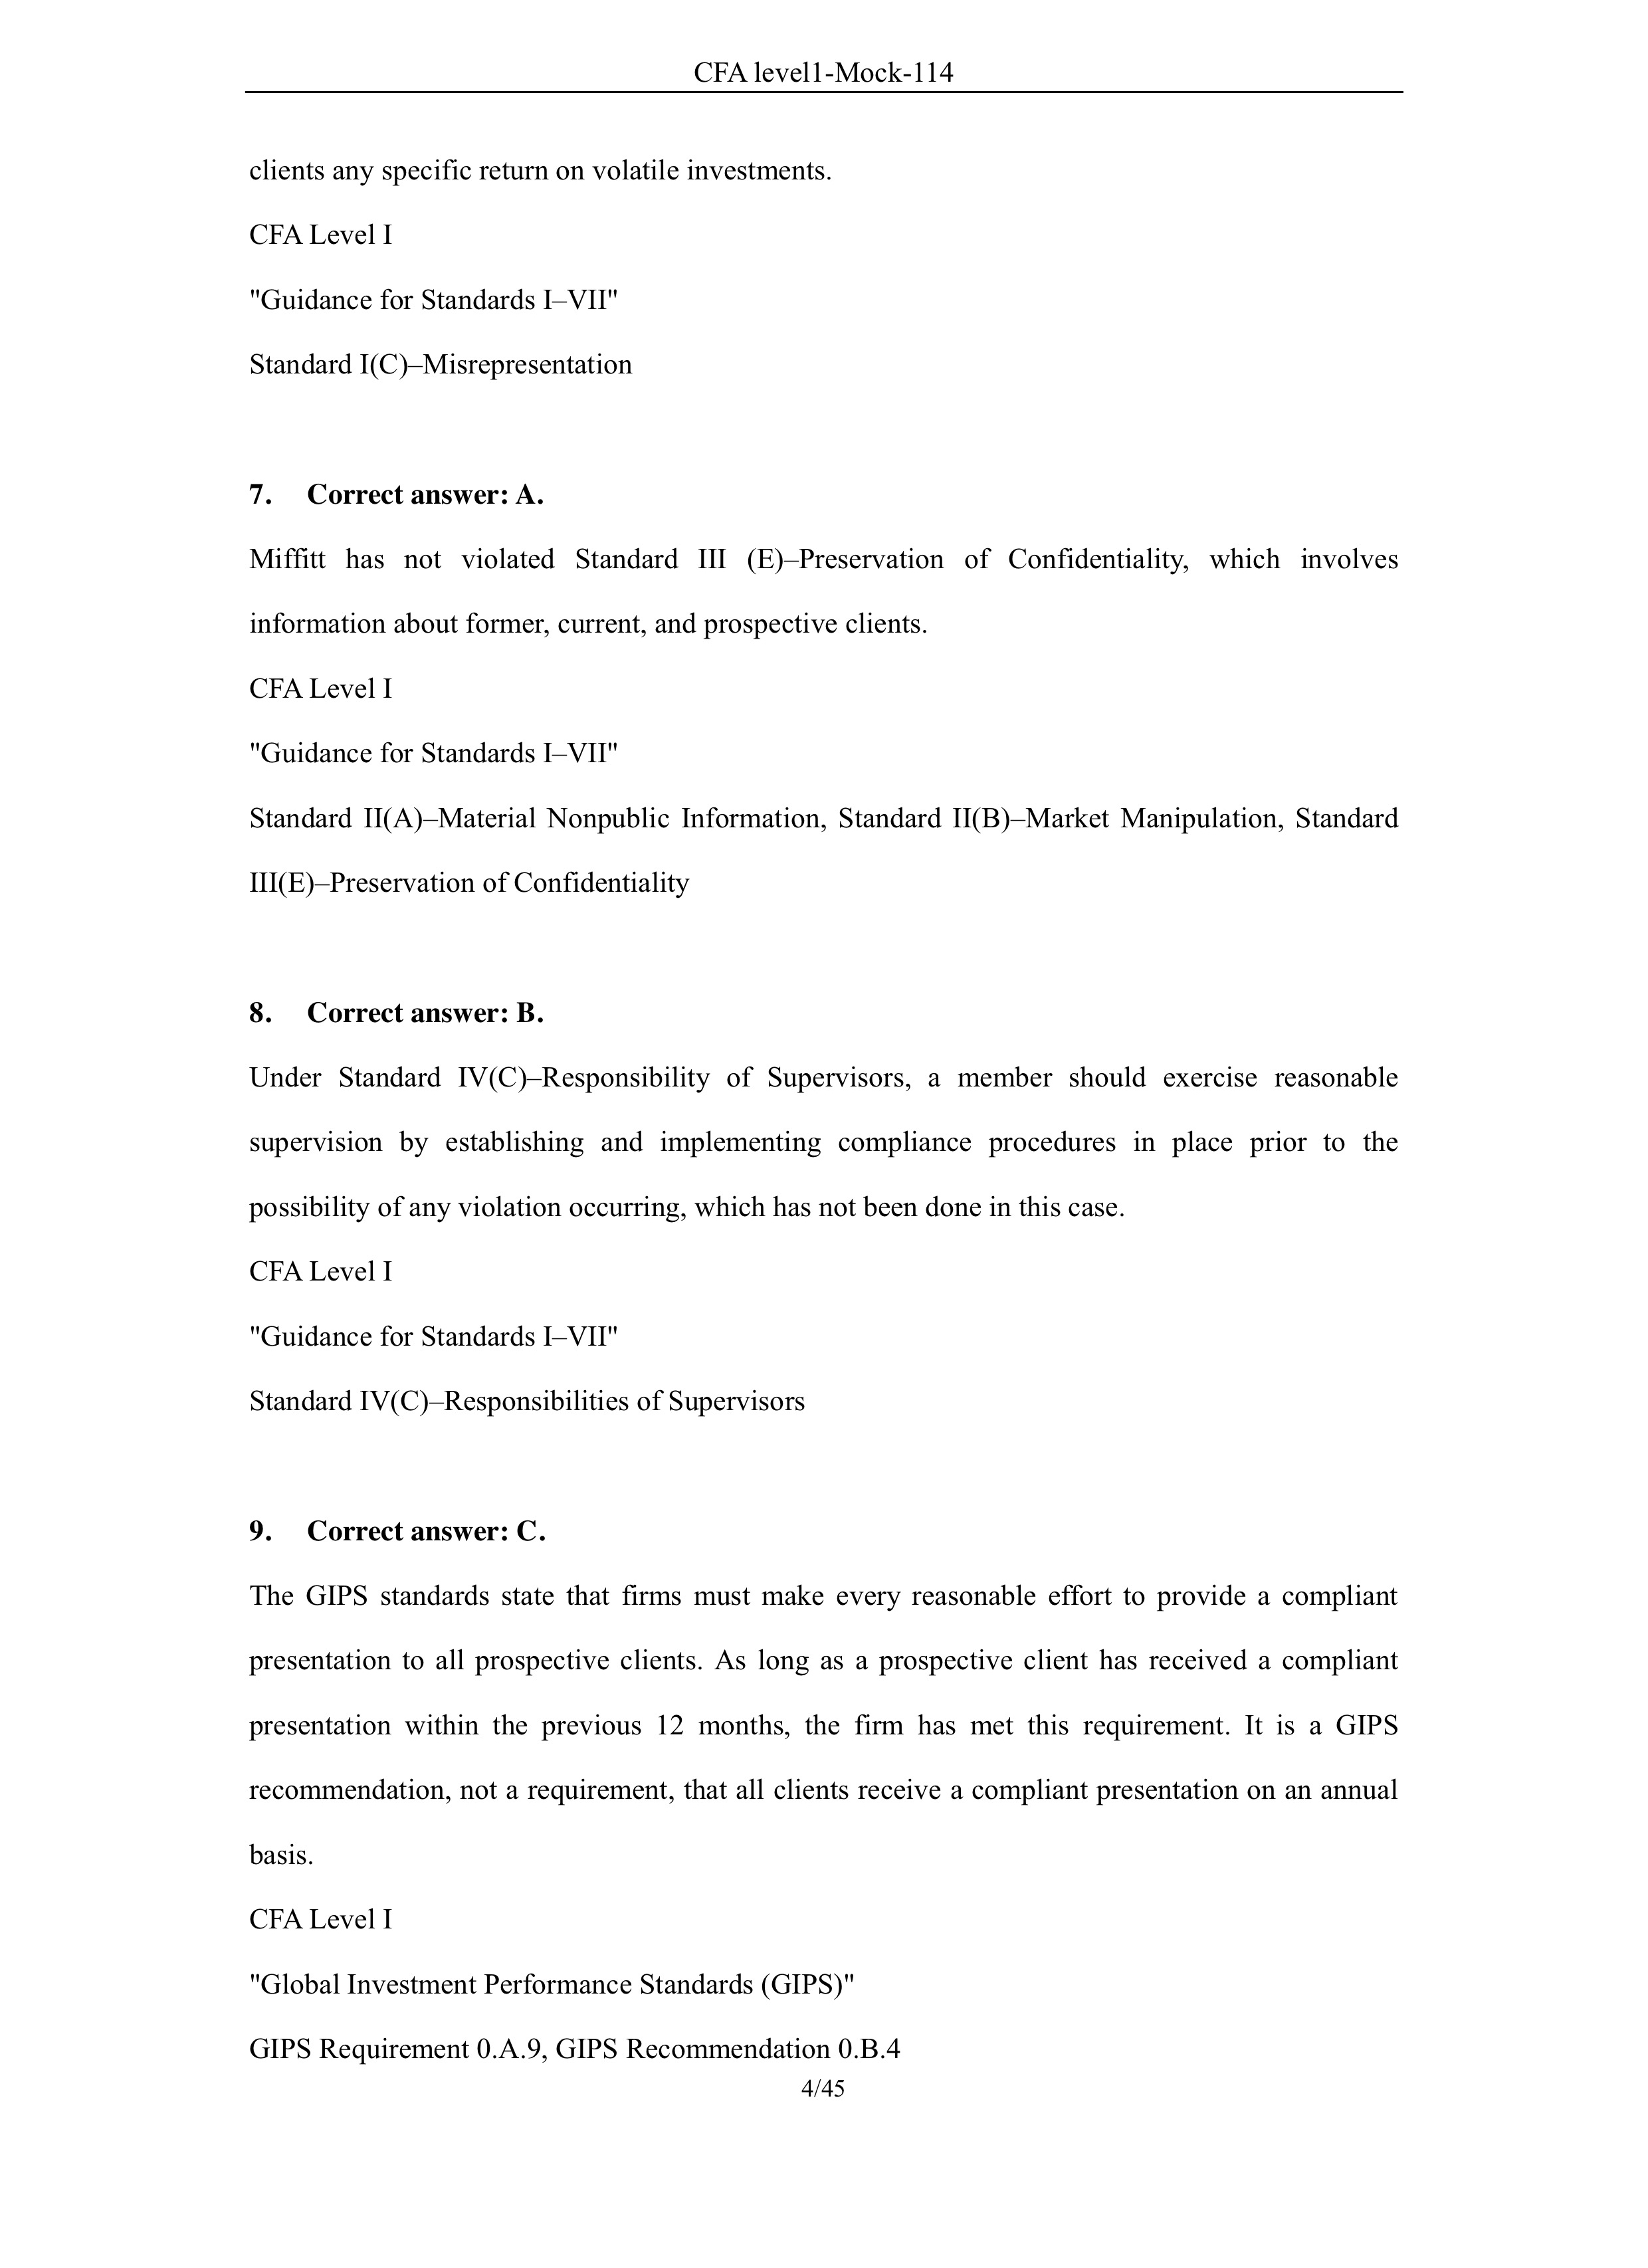 CFA level1-Mock-114
clients any specific return on volatile investments.
CFA Level I
"Guidance for Standards I–VII"
Standard I(C)–Misrepresentation
7. Correct answer: A.
Miffitt has not violated Standard III (E)–Preservation of Confidentiality, which involves
information about former, current, and prospective clients.
CFA Level I
"Guidance for Standards I–VII"
Standard II(A)–Material Nonpublic Information, Standard II(B)–Market Manipulation, Standard
III(E)–Preservation of Confidentiality
8. Correct answer: B.
Under Standard IV(C)–Responsibility of Supervisors, a member should exercise reasonable
supervision by establishing and implementing compliance procedures in place prior to the
possibility of any violation occurring, which has not been done in this case.
CFA Level I
"Guidance for Standards I–VII"
Standard IV(C)–Responsibilities of Supervisors
9. Correct answer: C.
The GIPS standards state that firms must make every reasonable effort to provide a compliant
presentation to all prospective clients. As long as a prospective client has received a compliant
presentation within the previous 12 months, the firm has met this requirement. It is a GIPS
recommendation, not a requirement, that all clients receive a compliant presentation on an annual
basis.
CFA Level I
"Global Investment Performance Standards (GIPS)"
GIPS Requirement 0.A.9, GIPS Recommendation 0.B.4
4/45